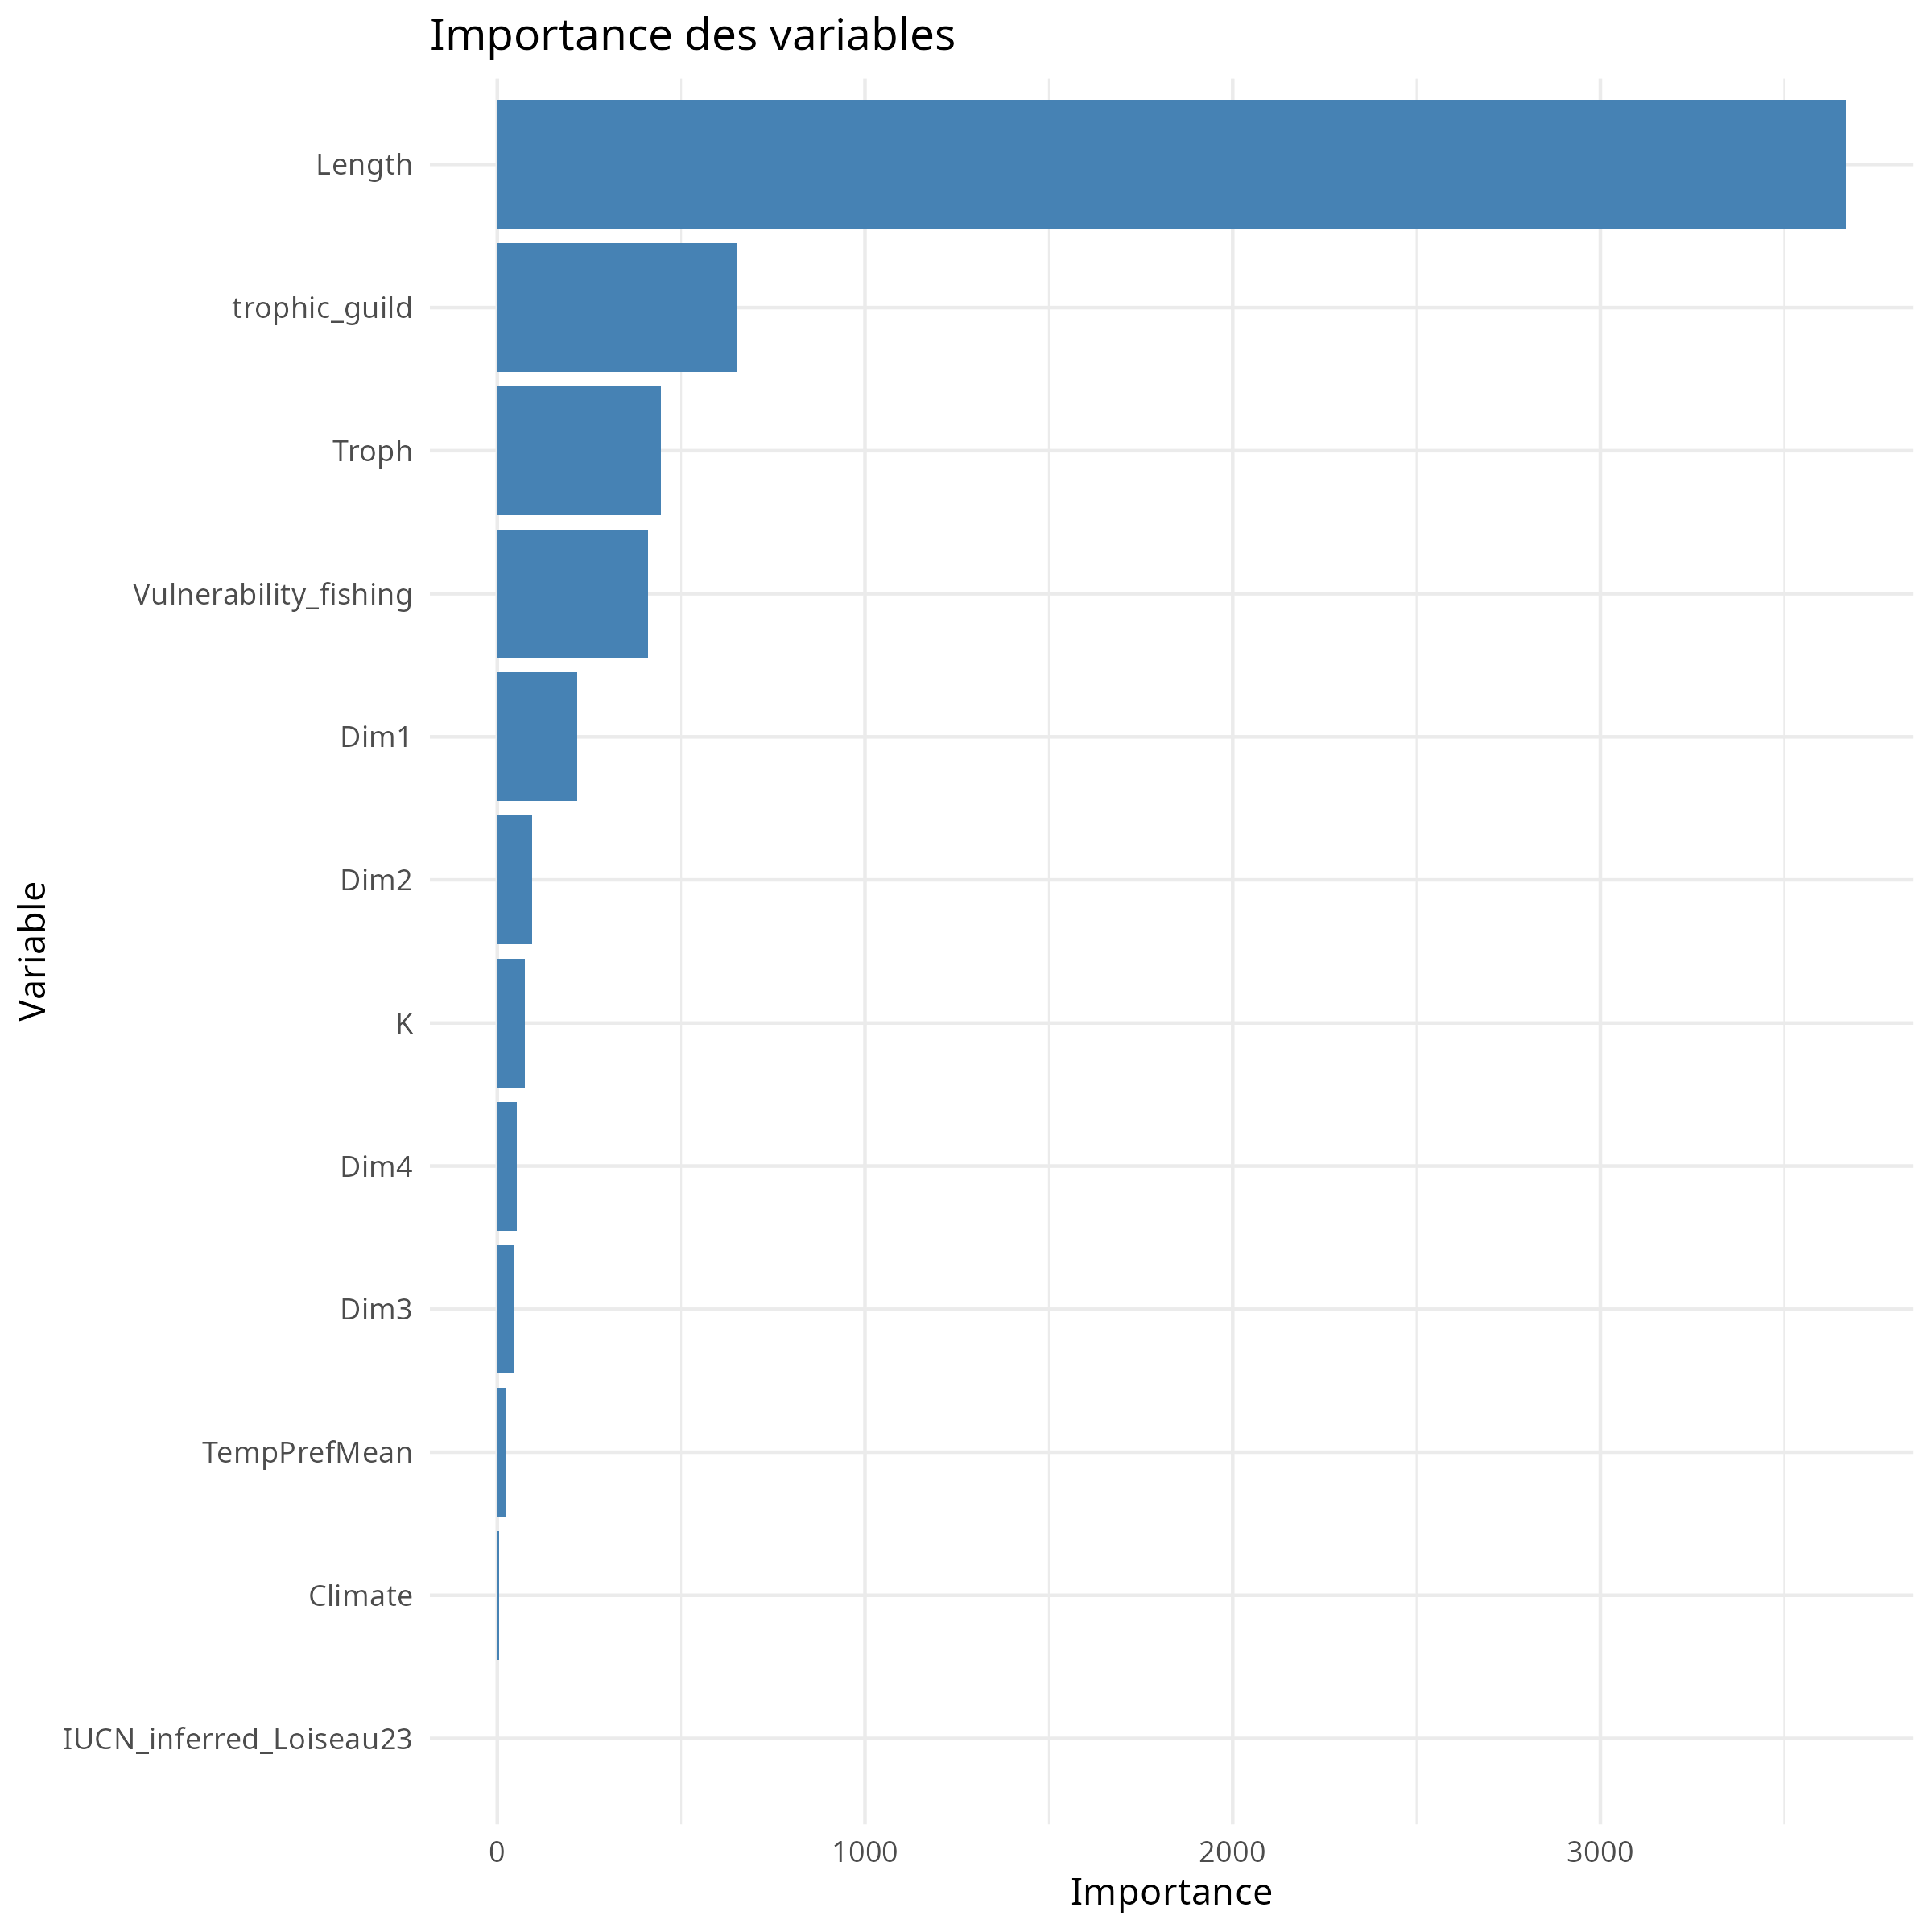 Importance des variables
Length
trophic_guild
Troph
Vulnerability_fishing
Dim1
Dim2
K
Dim4
Dim3
TempPrefMean
Climate
IUCN_inferred_Loiseau23
Variable
0 1000 2000 3000
Importance